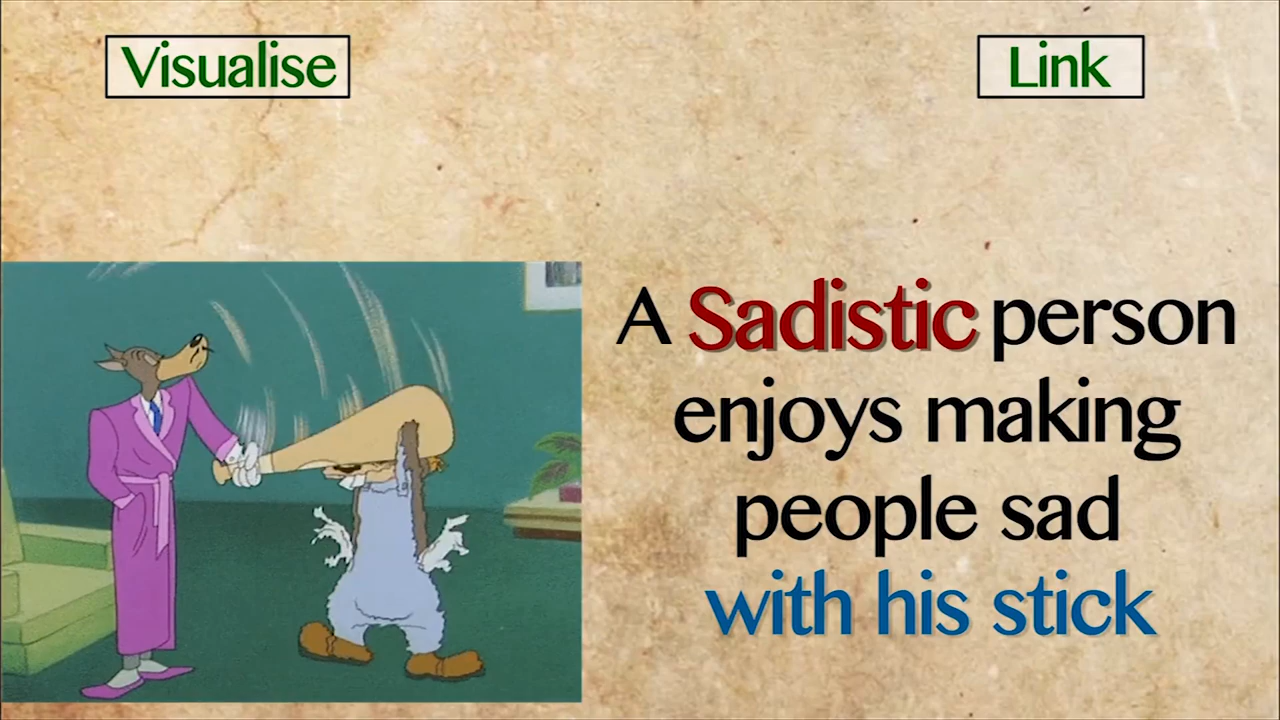 Visualise
Link
A Sadistic person
enjoys making
people sad
with his stick